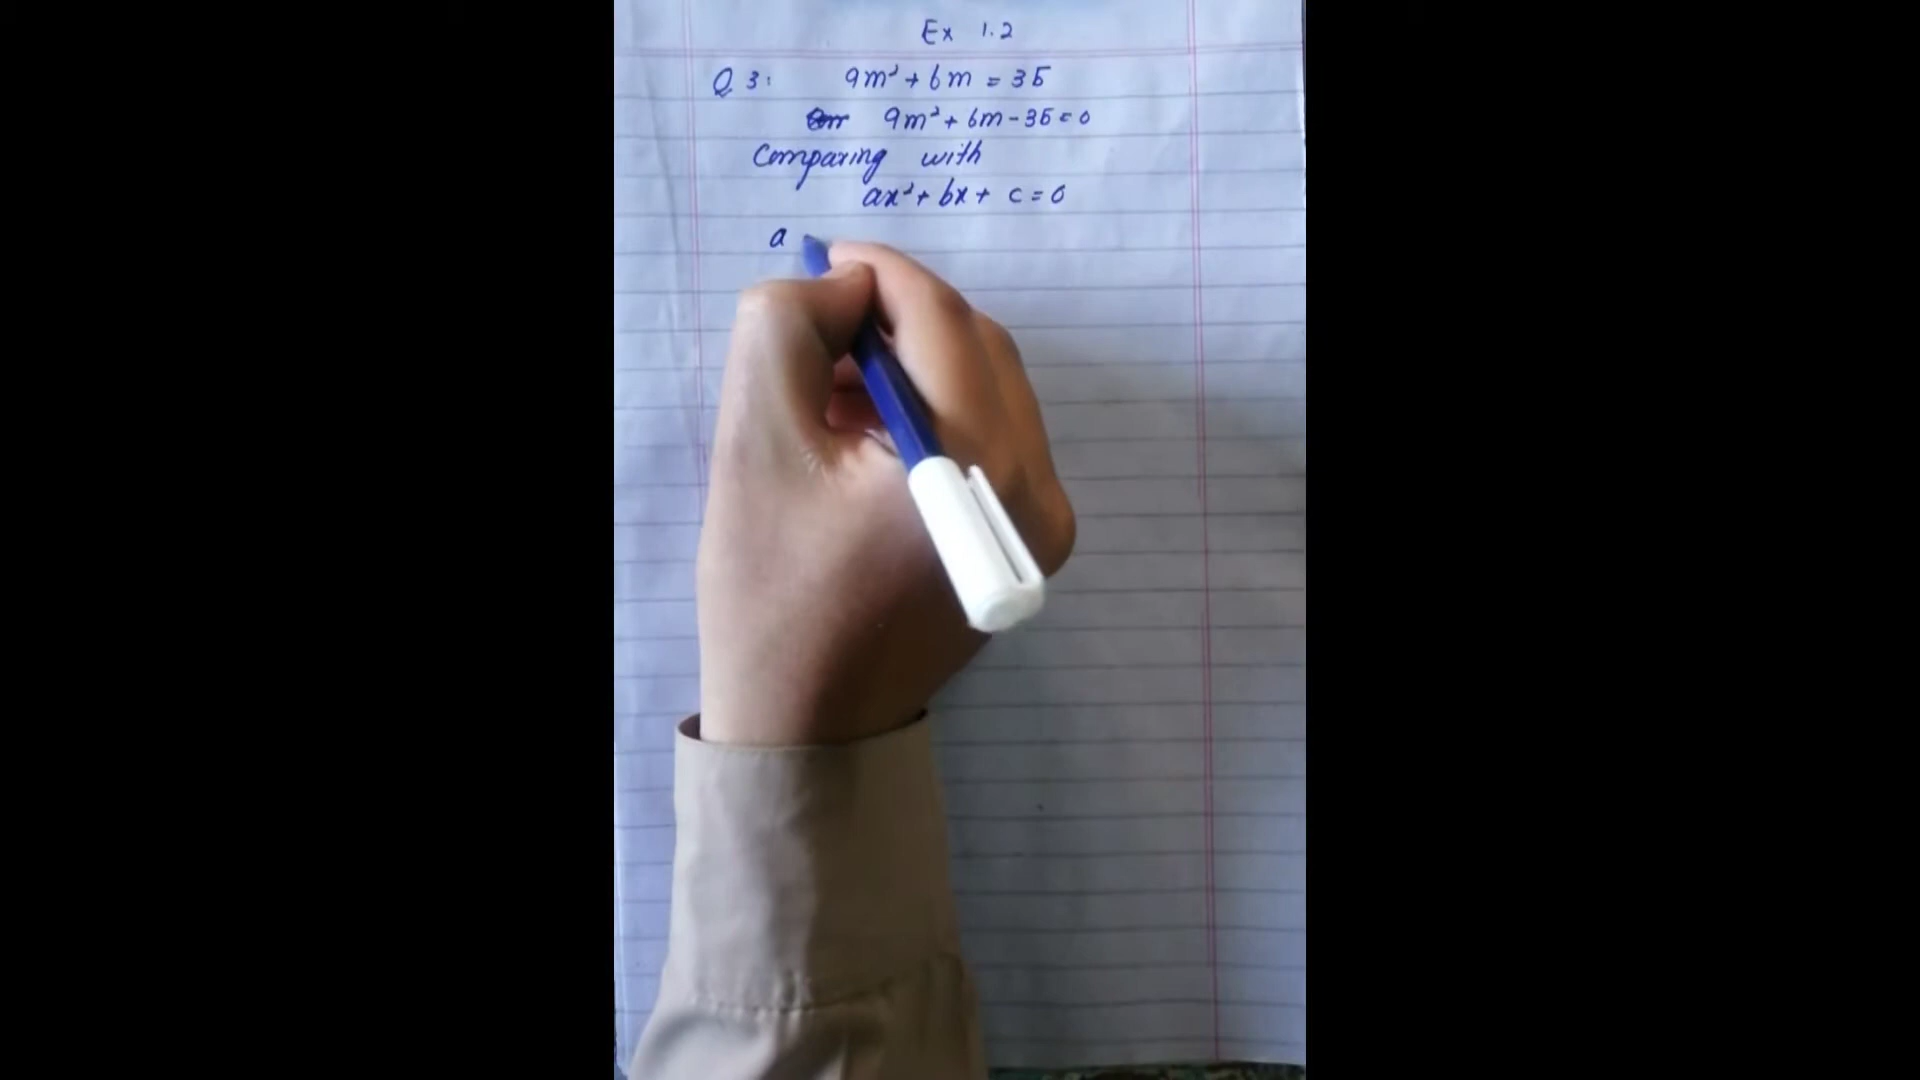 Ex 1.2
Q 3: 9m² + 6m = 35
9m² + 6m - 35 = 0
Comparing with
ax² + bx + c = 0
a